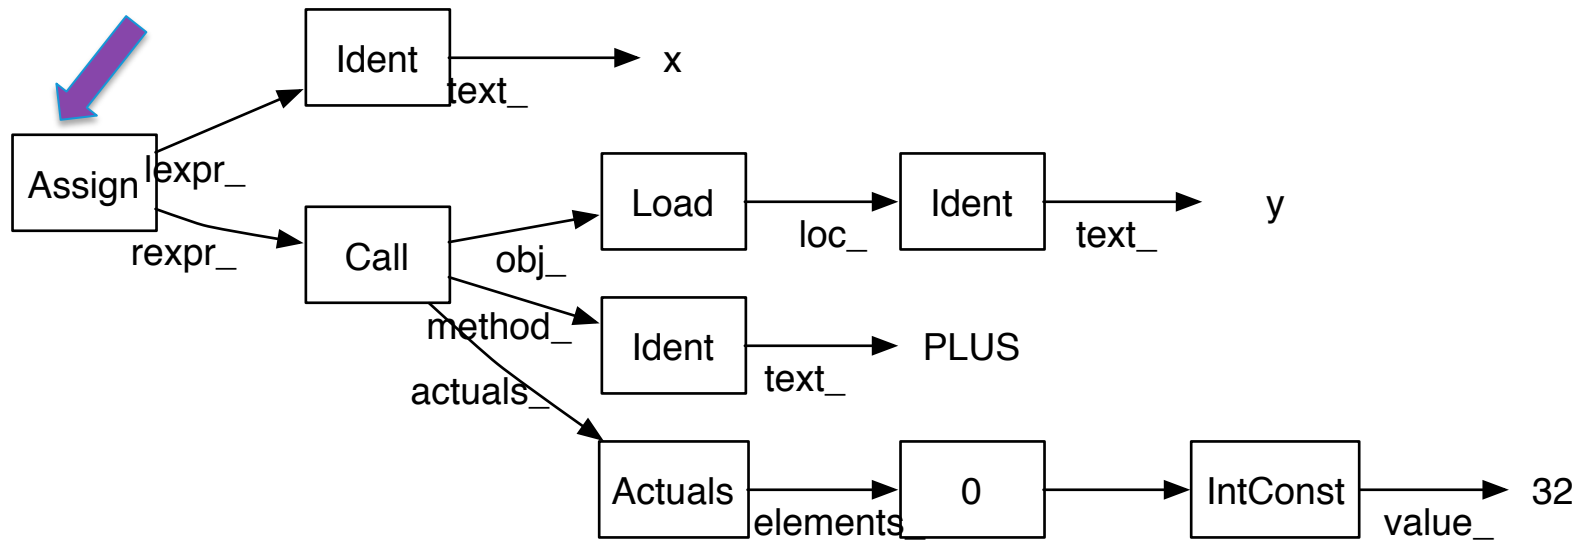 Ident
x
text_
Assign
lexpr_
rexpr_
Call
Load
Ident
y
obj_
loc_
text_
method_
Ident
PLUS
text_
actuals_
Actuals
0
IntConst
32
elements_
value_